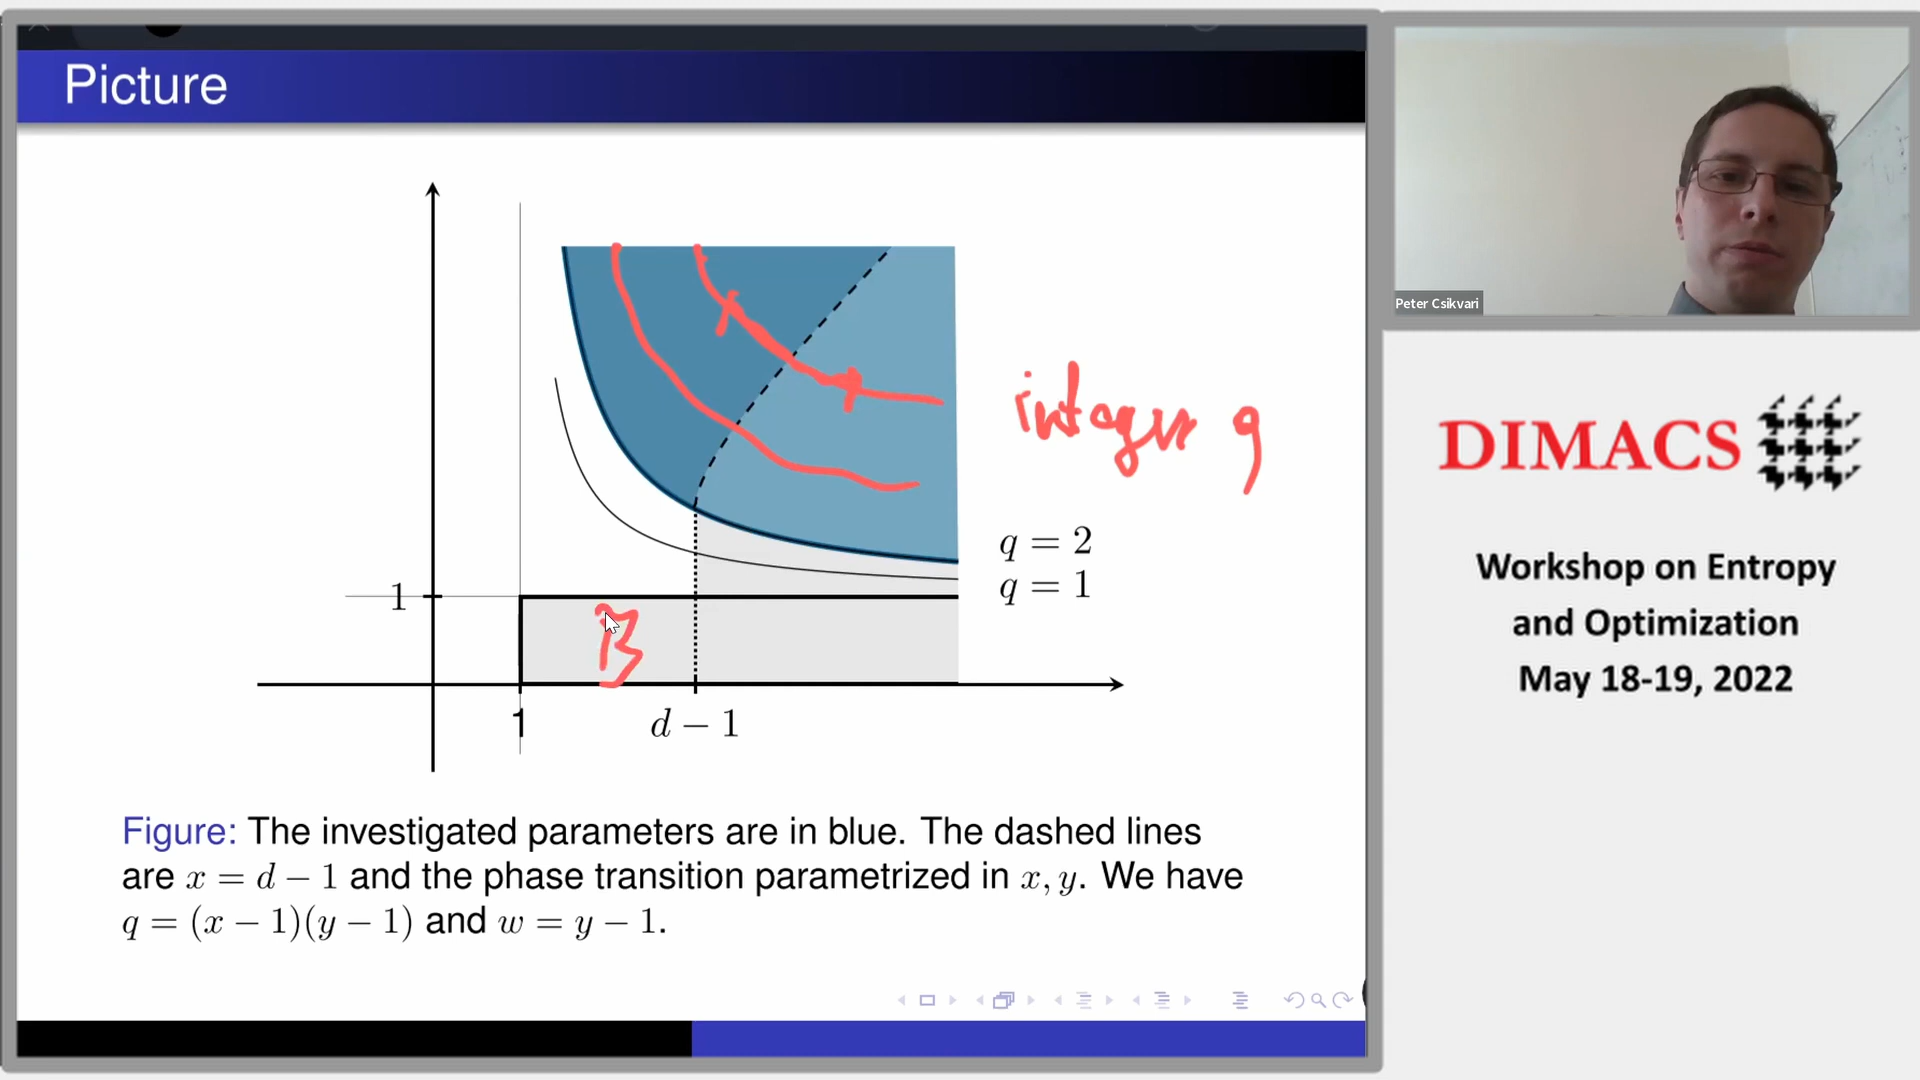 Picture
1
1
d − 1
integer q
q = 2
q = 1
B
Figure: The investigated parameters are in blue. The dashed lines
are x = d − 1 and the phase transition parametrized in x, y. We have
q = (x − 1)(y − 1) and w = y − 1.
Peter Csikvari
DIMACS
Workshop on Entropy
and Optimization
May 18-19, 2022